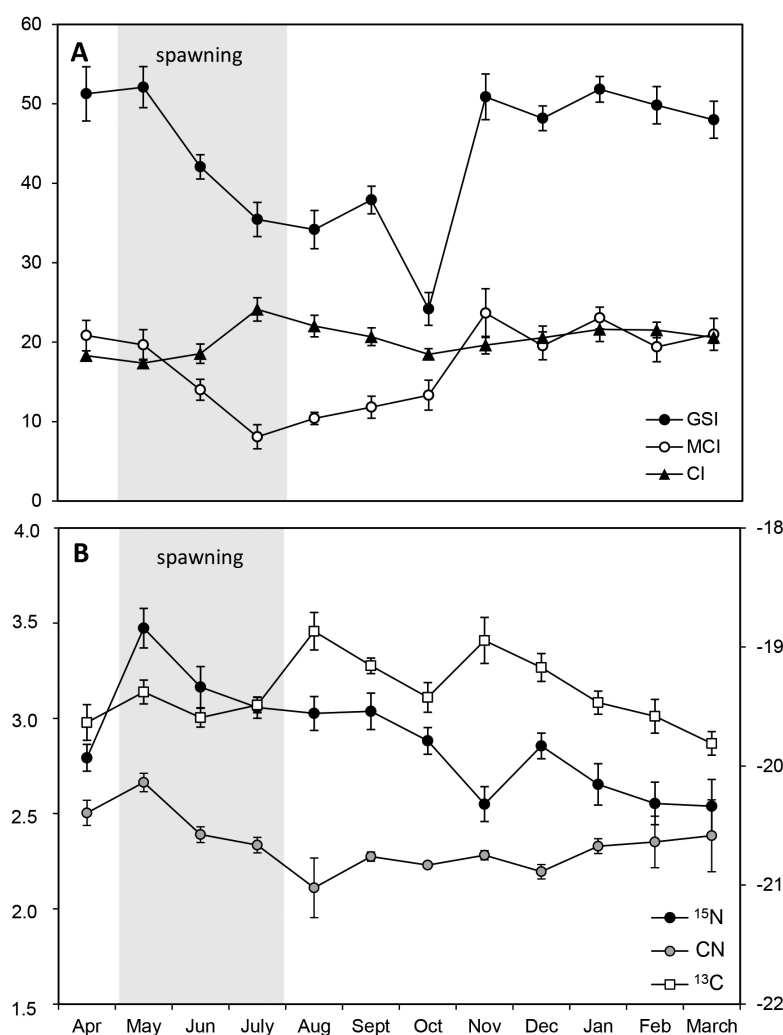 60
A
spawning
50
40
30
20
10
GSI
MCI
CI
0
4.0
-18
B
spawning
3.5
-19
3.0
-20
2.5
-21
2.0
15N
CN
13C
1.5
-22
Apr May Jun July Aug Sept Oct Nov Dec Jan Feb March